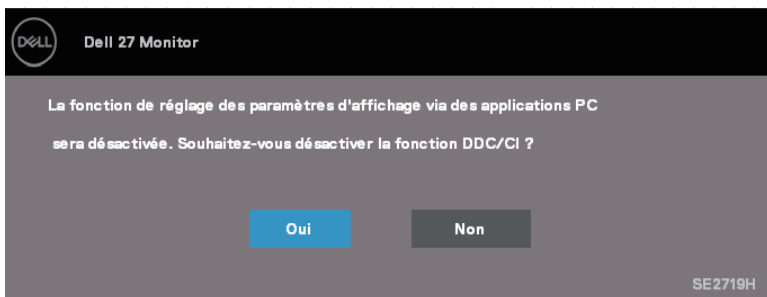 DELL
Dell 27 Monitor
La fonction de réglage des paramètres d'affichage via des applications PC
sera désactivée. Souhaitez-vous désactiver la fonction DDC/CI ?
Oui
Non
SE2719H